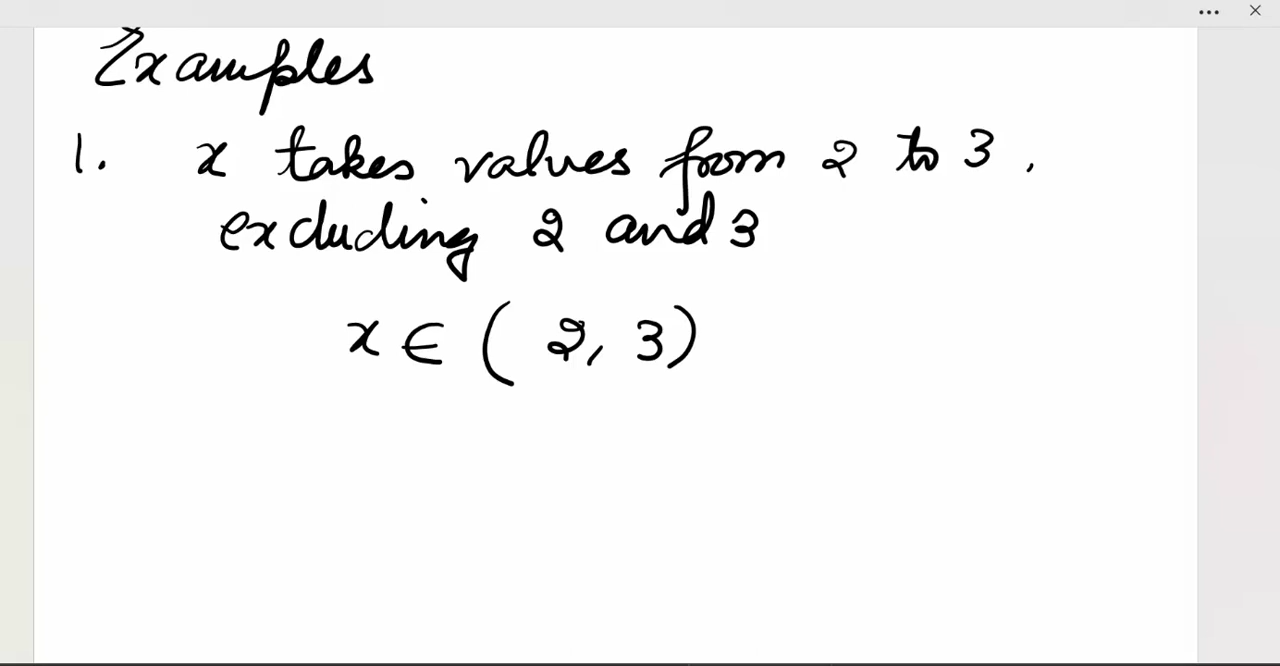 Examples
1. x takes values from 2 to 3.
excluding 2 and 3
x ∈ ( 2, 3)